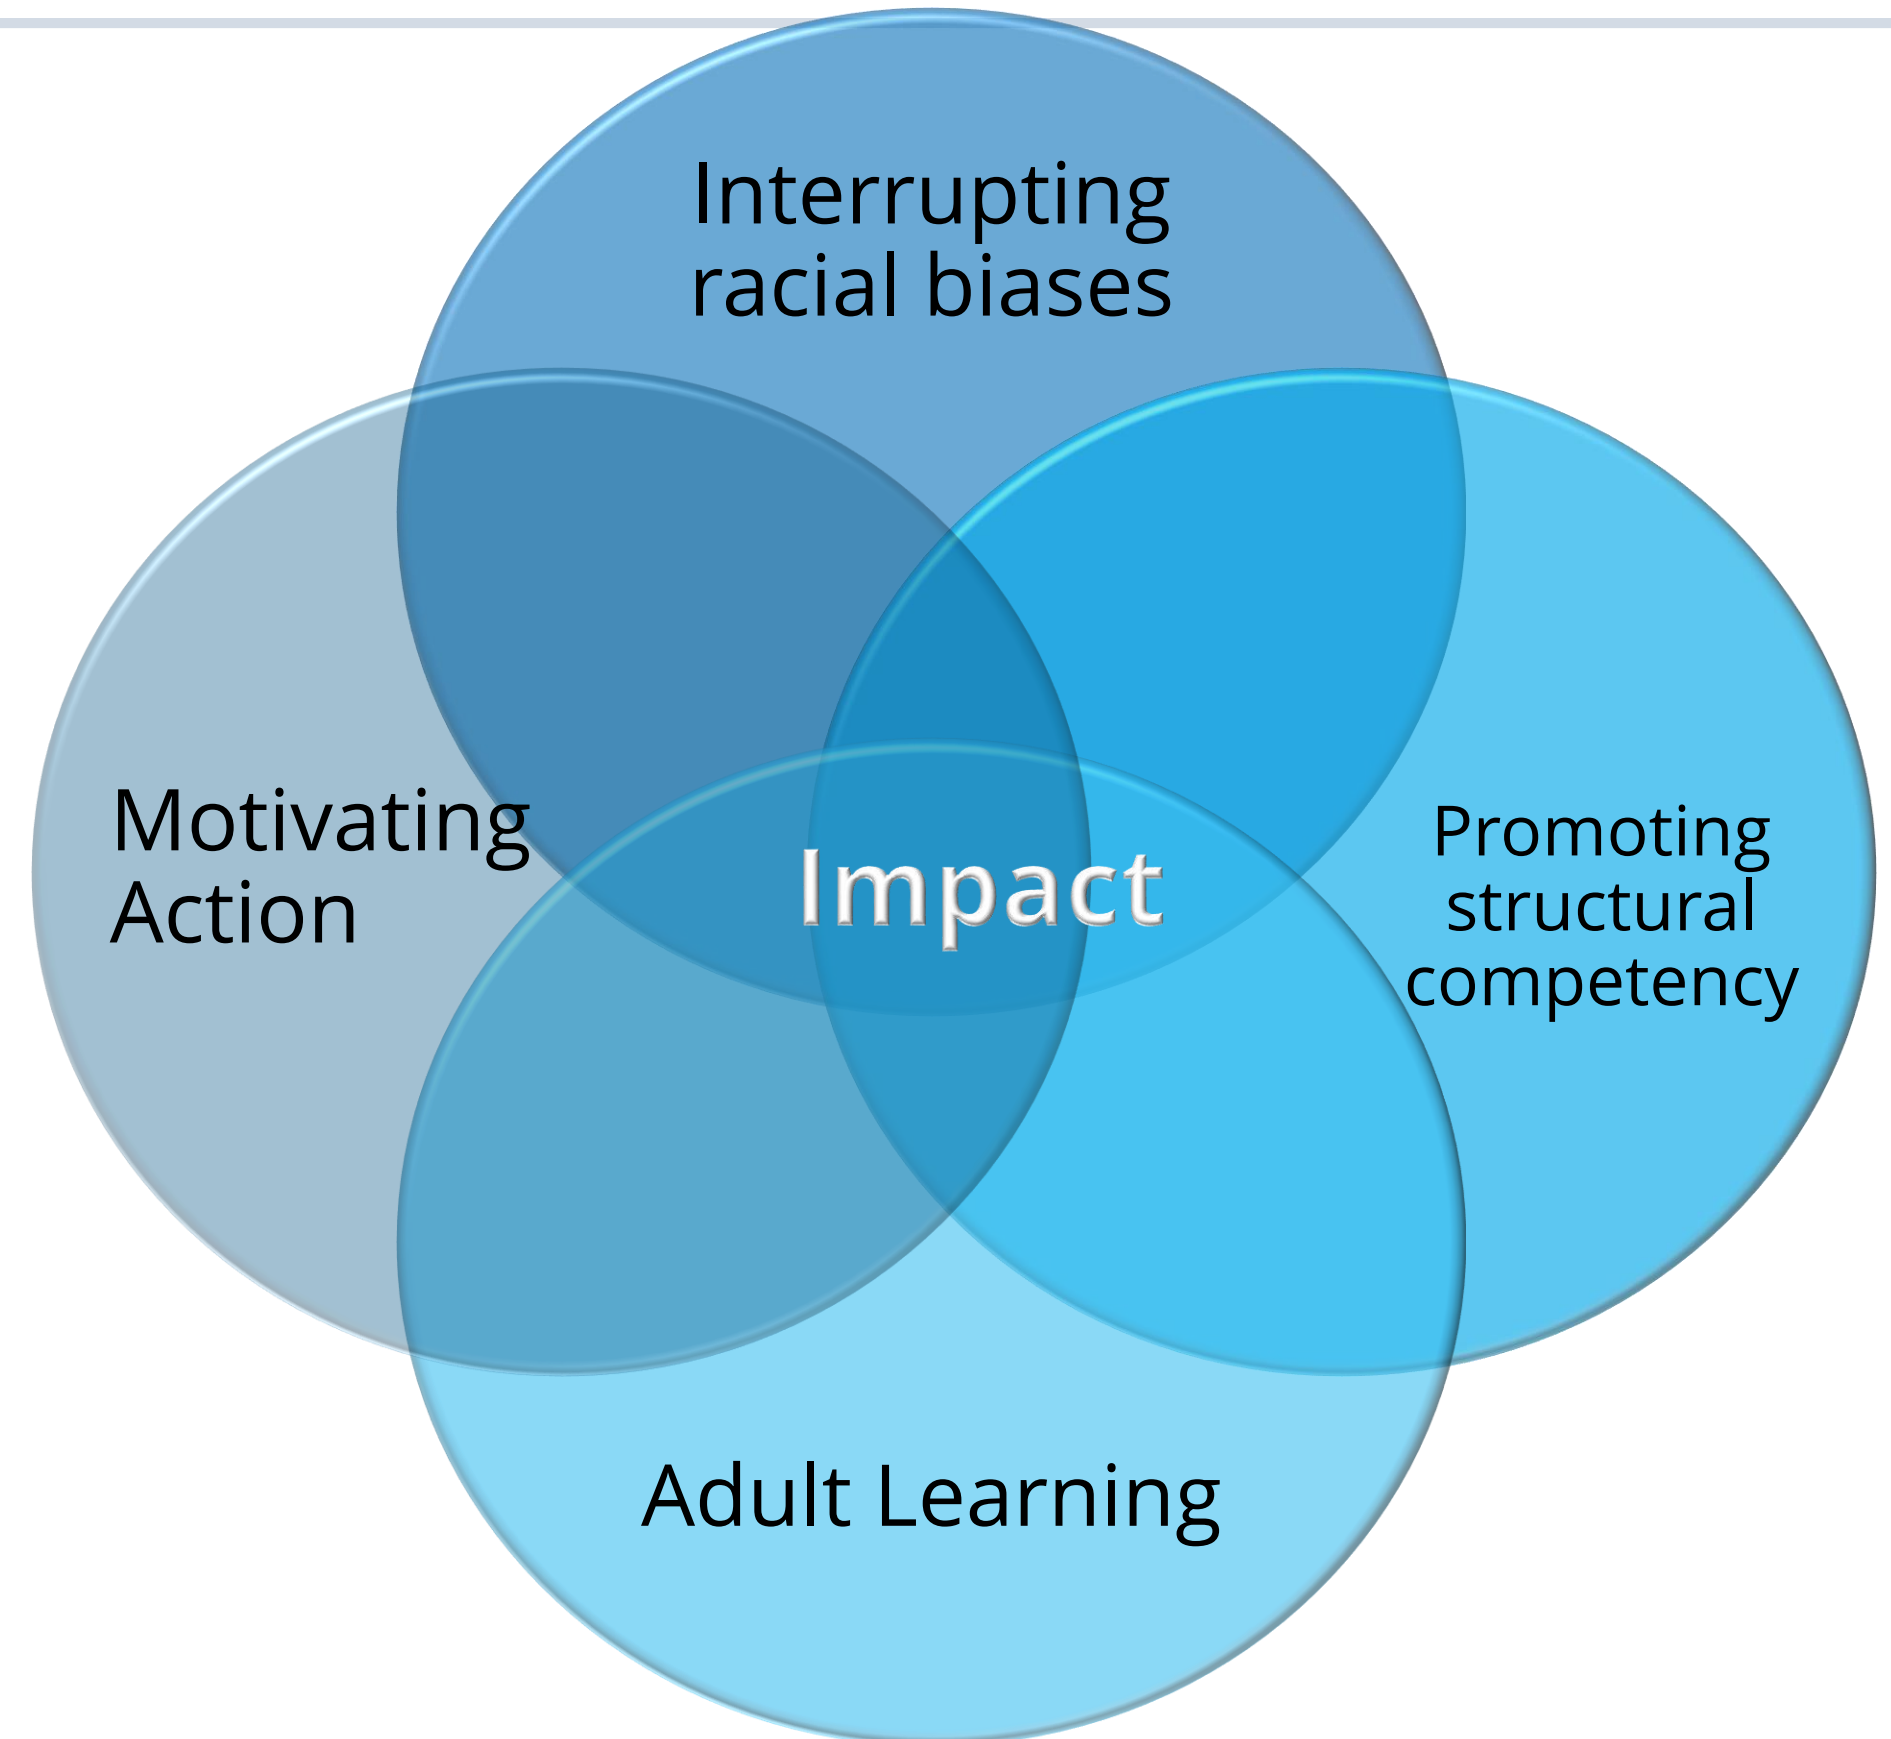 Interrupting
racial biases
Motivating
Action
Impact
Promoting
structural
competency
Adult Learning